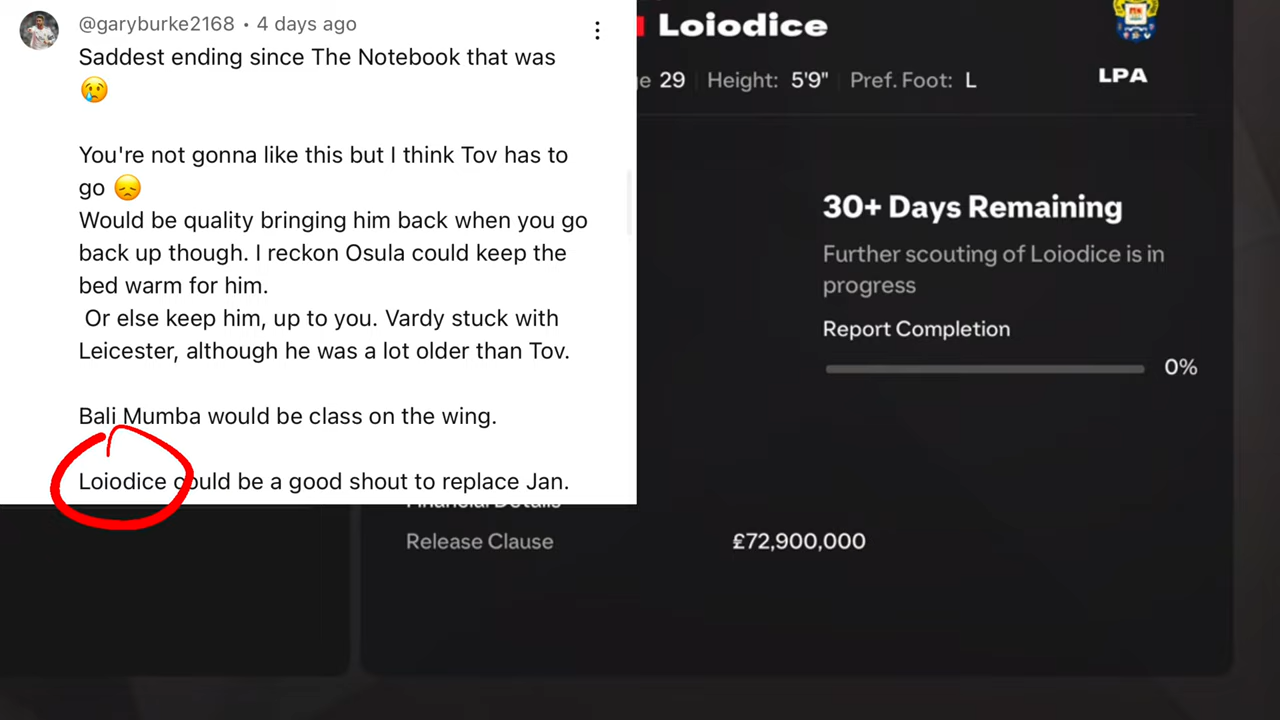 @garyburke2168 • 4 days ago
Saddest ending since The Notebook that was
😢
You're not gonna like this but I think Tov has to
go 😞
Would be quality bringing him back when you go
back up though. I reckon Osula could keep the
bed warm for him.
Or else keep him, up to you. Vardy stuck with
Leicester, although he was a lot older than Tov.
Bali Mumba would be class on the wing.
Loiodice could be a good shout to replace Jan.
Loiodice
29 Height: 5'9" Pref. Foot: L
LPA
30+ Days Remaining
Further scouting of Loiodice is in
progress
Report Completion
0%
Financial Details
Release Clause £72,900,000